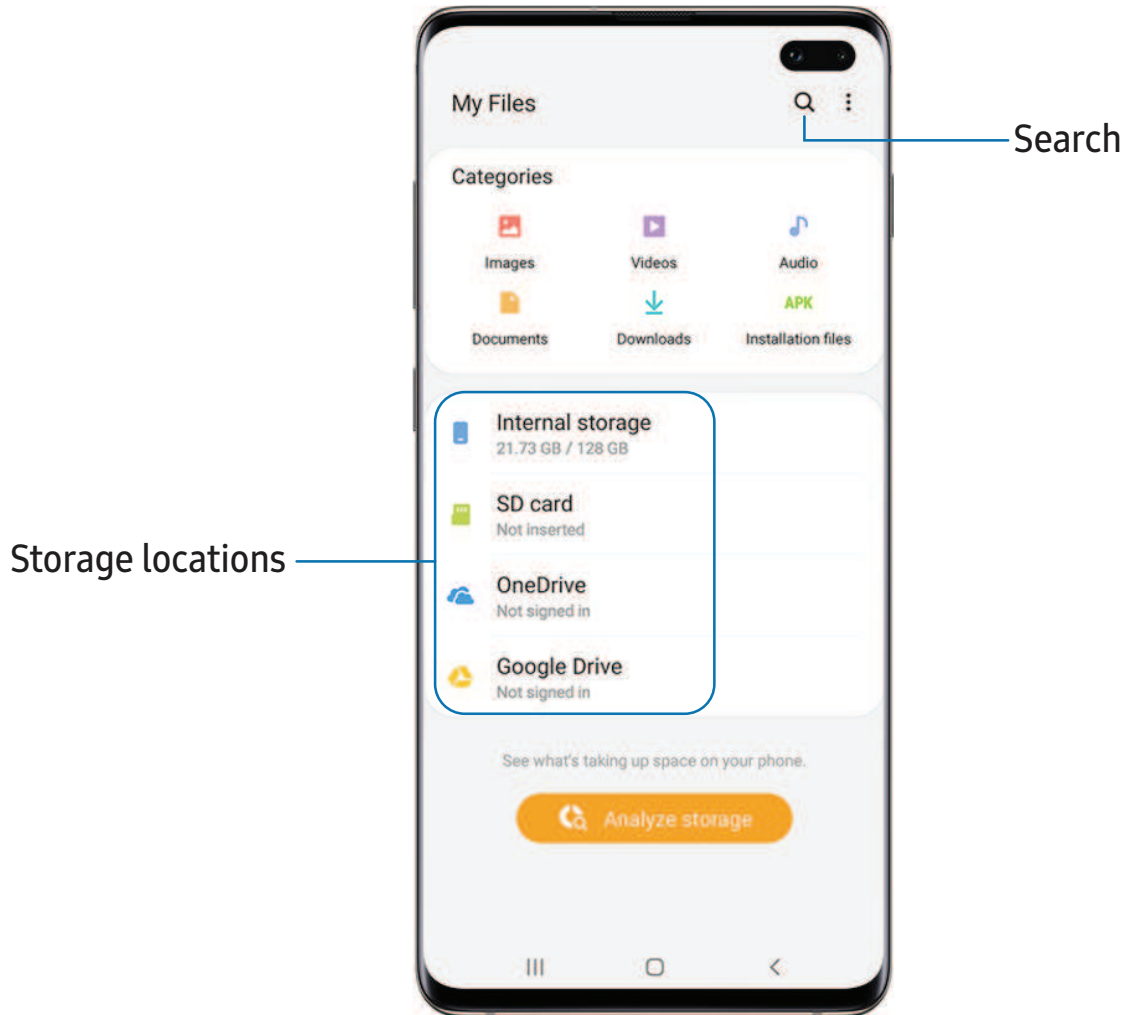 My Files
Search
Categories
Images Videos Audio
APK
Documents Downloads Installation files
Internal storage
21.73 GB / 128 GB
SD card
Not inserted
Storage locations
OneDrive
Not signed in
Google Drive
Not signed in
See what's taking up space on your phone.
Analyze storage